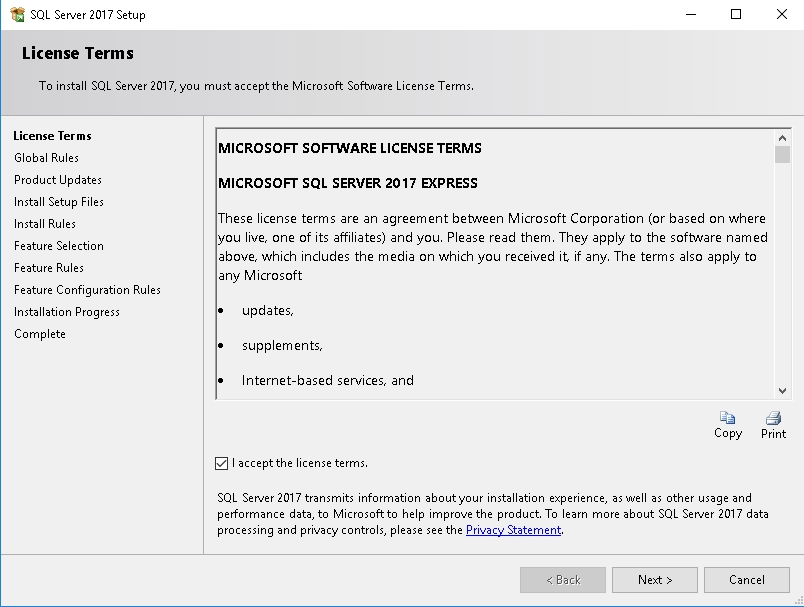 SQL Server 2017 Setup
License Terms
To install SQL Server 2017, you must accept the Microsoft Software License Terms.
License Terms
Global Rules
Product Updates
Install Setup Files
Install Rules
Feature Selection
Feature Rules
Feature Configuration Rules
Installation Progress
Complete
MICROSOFT SOFTWARE LICENSE TERMS
MICROSOFT SQL SERVER 2017 EXPRESS
These license terms are an agreement between Microsoft Corporation (or based on where
you live, one of its affiliates) and you. Please read them. They apply to the software named
above, which includes the media on which you received it, if any. The terms also apply to
any Microsoft
• updates,
• supplements,
• Internet-based services, and
Copy
Print
I accept the license terms.
SQL Server 2017 transmits information about your installation experience, as well as other usage and
performance data, to Microsoft to help improve the product. To learn more about SQL Server 2017 data
processing and privacy controls, please see the Privacy Statement.
< Back
Next >
Cancel